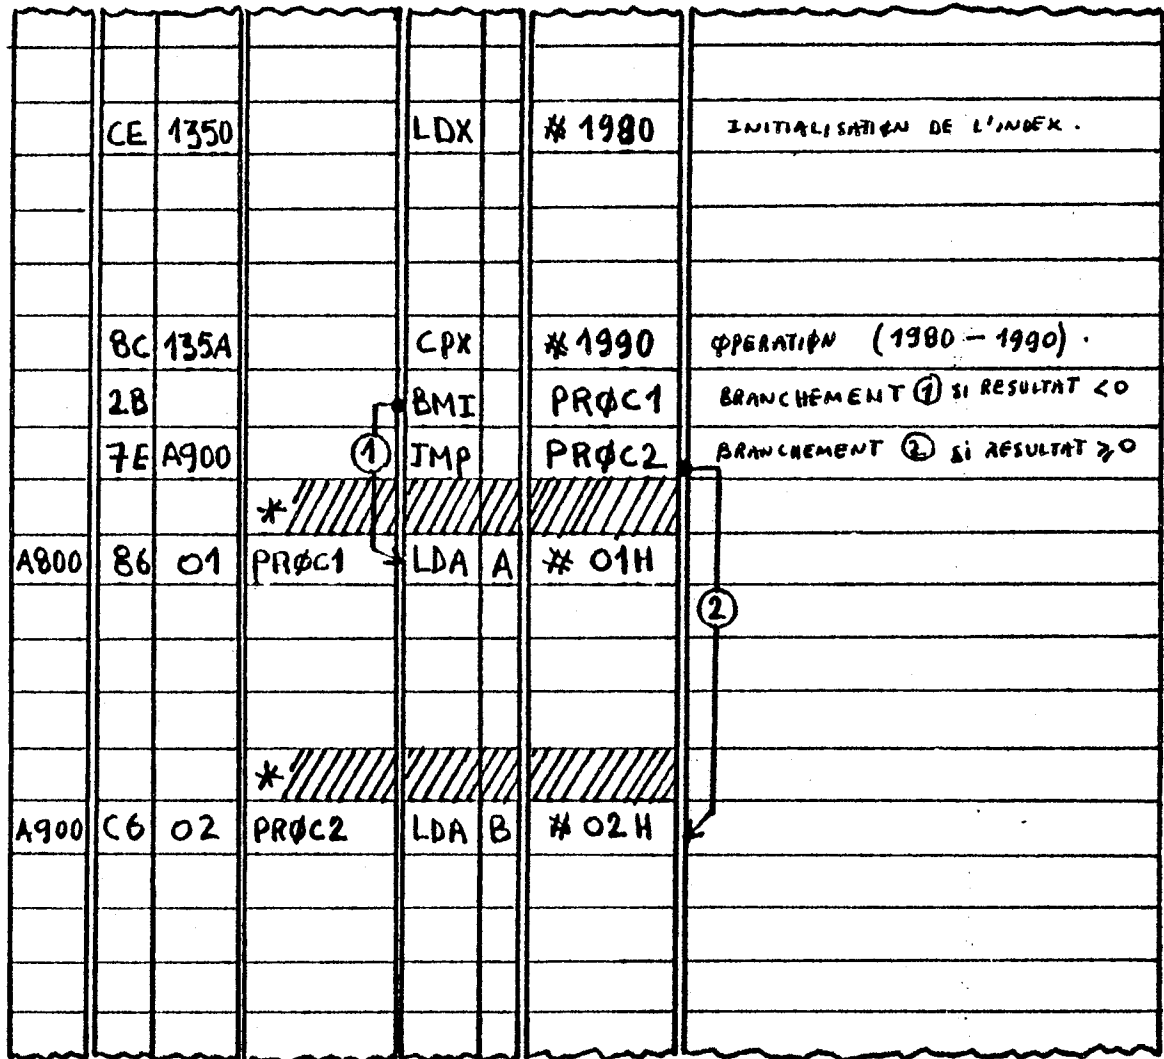 CE 1350 LDX # 1980 INITIALISATIØN DE L'INDEX.
8C 135A CPX # 1990 ØPERATIØN (1980 - 1990).
2B BMI PRØC1 BRANCHEMENT ① SI RESULTAT <0
7E A900 ① JMP PRØC2 BRANCHEMENT ② Si RESULTAT ⩾0
*
A800 86 01 PRØC1 LDA A # 01H
②
*
A900 C6 02 PRØC2 LDA B # 02H